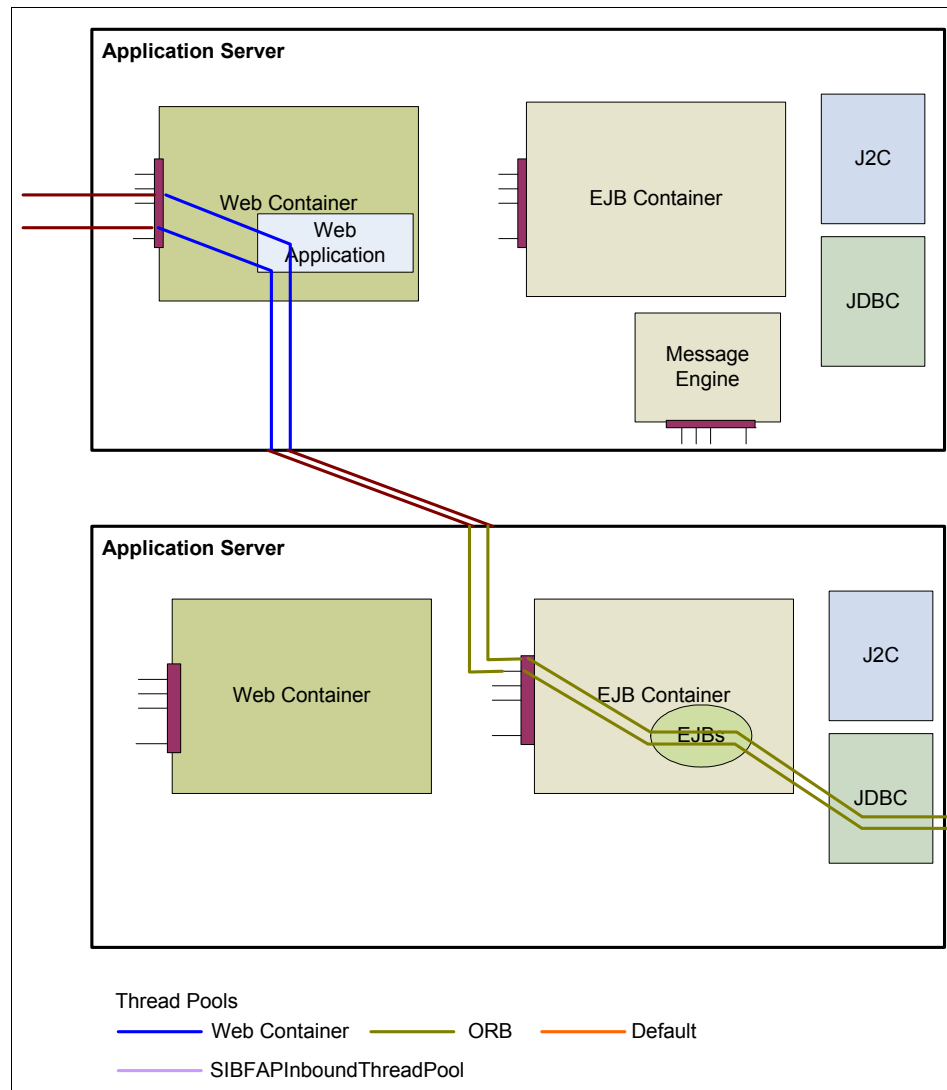 Application Server
Web Container
Web
Application
EJB Container
J2C
JDBC
Message
Engine
Application Server
Web Container
EJB Container
EJBs
J2C
JDBC
Thread Pools
Web Container
ORB
Default
SIBFAPInboundThreadPool